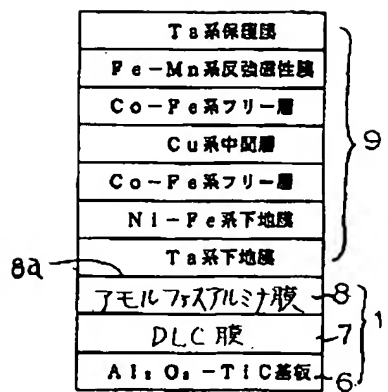 Ta系保護膜
Fe-Mn系反強磁性膜
Co-Fe系フリー層
Cu系中間層
Co-Fe系フリー層
Ni-Fe系下地膜
Ta系下地膜
9
8a
アモルファスアルミナ膜
8
DLC膜
7
1
Al₂O₃-TiC基板
6